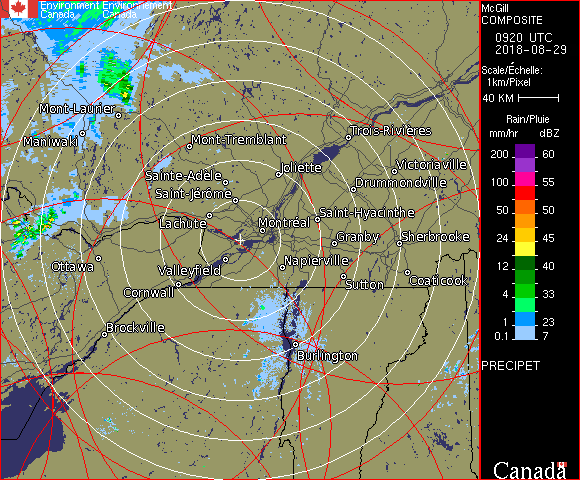 Environment Environnement
Canada Canada
Mont-Laurier
Maniwaki
Mont-Tremblant
Trois-Rivières
Sainte-Adèle
Joliette
Victoriaville
Saint-Jérôme
Drummondville
Lachute
Montréal
Saint-Hyacinthe
Granby
Sherbrooke
Ottawa
Valleyfield
Napierville
Cornwall
Sutton
Coaticook
Brockville
Burlington
McGill
COMPOSITE
0920 UTC
2018-08-29
Scale/Échelle:
1km/Pixel
40 KM
Rain/Pluie
mm/hr dBZ
200 60
100 55
50 50
24 45
12 40
4 33
1 23
0.1 7
PRECIPET
Canada